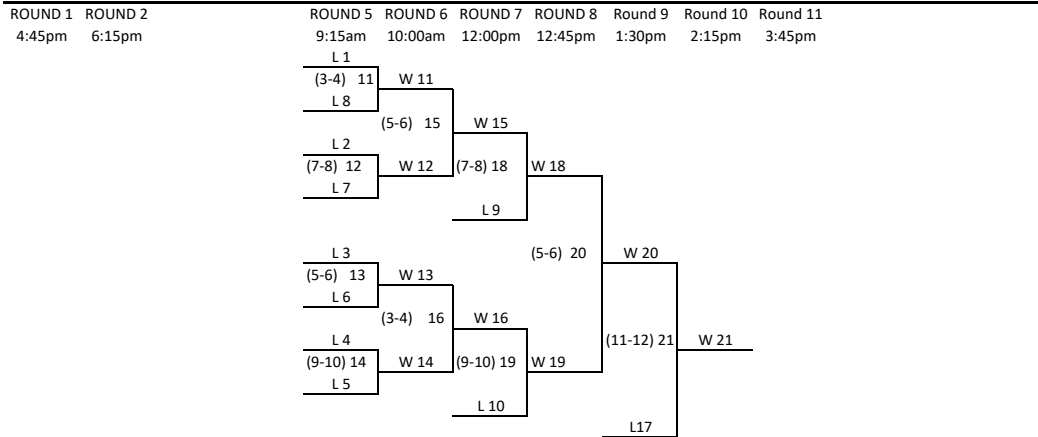 ROUND 1 ROUND 2 ROUND 5 ROUND 6 ROUND 7 ROUND 8 Round 9 Round 10 Round 11
4:45pm 6:15pm 9:15am 10:00am 12:00pm 12:45pm 1:30pm 2:15pm 3:45pm
L 1
(3-4) 11 W 11
L 8
(5-6) 15 W 15
L 2
(7-8) 12 W 12 (7-8) 18 W 18
L 7
L 9
L 3 (5-6) 20 W 20
(5-6) 13 W 13
L 6
(3-4) 16 W 16
L 4 (11-12) 21 W 21
(9-10) 14 W 14 (9-10) 19 W 19
L 5
L 10
L17